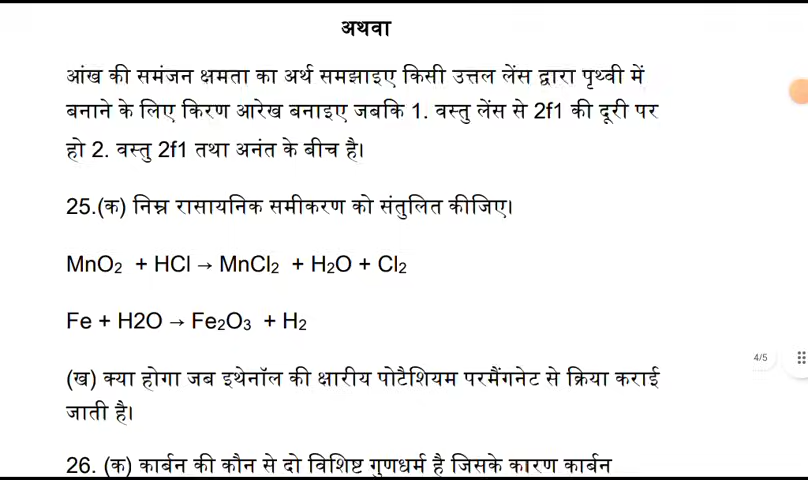 अथवा
आंख की समंजन क्षमता का अर्थ समझाइए किसी उत्तल लेंस द्वारा पृथ्वी में
बनाने के लिए किरण आरेख बनाइए जबकि 1. वस्तु लेंस से 2f1 की दूरी पर
हो 2. वस्तु 2f1 तथा अनंत के बीच है।
25.(क) निम्न रासायनिक समीकरण को संतुलित कीजिए।
MnO₂ + HCl → MnCl₂ + H₂O + Cl₂
Fe + H2O → Fe₂O₃ + H₂
4/5
(ख) क्या होगा जब इथेनॉल की क्षारीय पोटैशियम परमैंगनेट से क्रिया कराई
जाती है।
26. (क) कार्बन की कौन से दो विशिष्ट गुणधर्म है जिसके कारण कार्बन